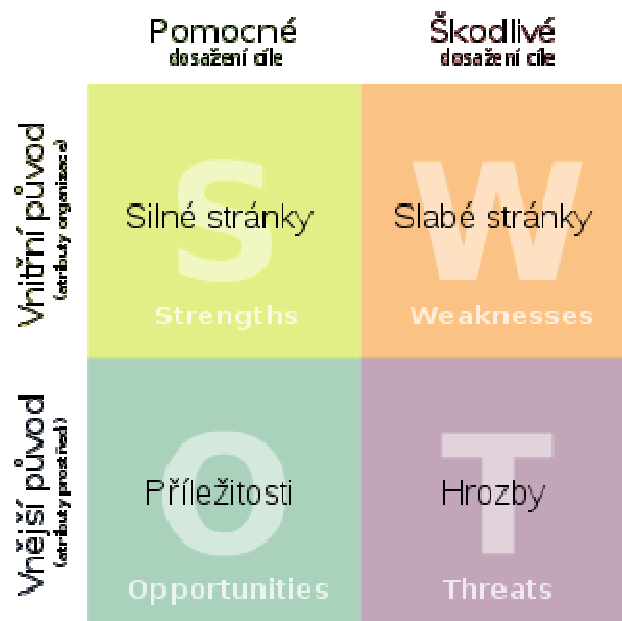 Pomocné
dosažení cíle
Škodlivé
dosažení cíle
Vnitřní původ
(atributy organizace)
S
Silné stránky
Strengths
W
Slabé stránky
Weaknesses
Vnější původ
(atributy prostředí)
O
Příležitosti
Opportunities
T
Hrozby
Threats